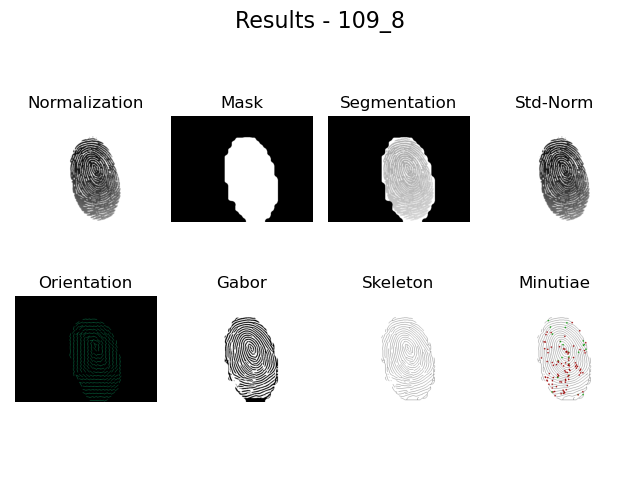 Results - 109_8
Normalization
Mask
Segmentation
Std-Norm
Orientation
Gabor
Skeleton
Minutiae